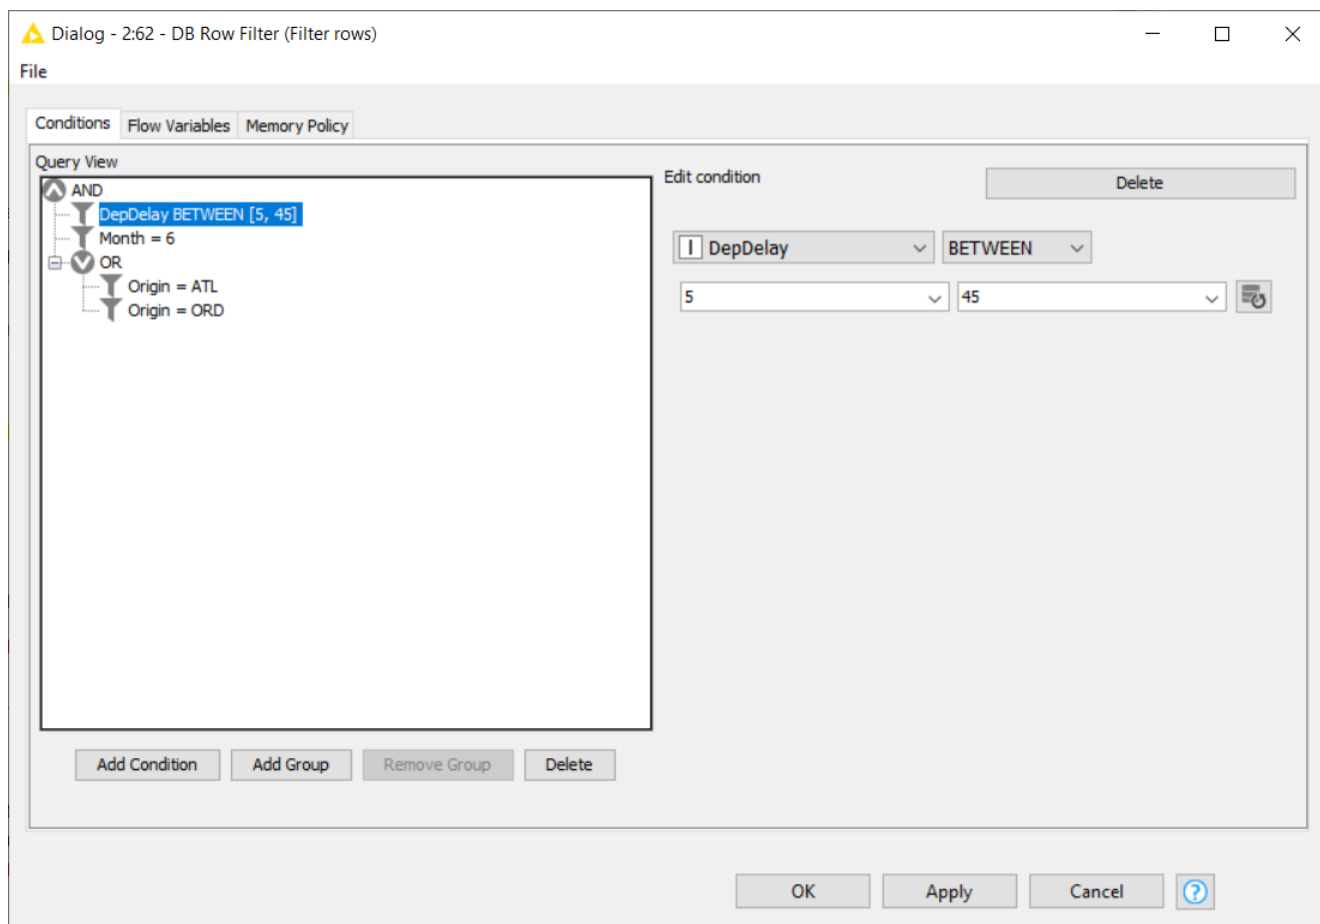 Dialog - 2:62 - DB Row Filter (Filter rows)
File
Conditions Flow Variables Memory Policy
Query View
AND
DepDelay BETWEEN [5, 45]
Month = 6
OR
Origin = ATL
Origin = ORD
Add Condition Add Group Remove Group Delete
Edit condition Delete
I DepDelay BETWEEN
5 45
OK Apply Cancel ?